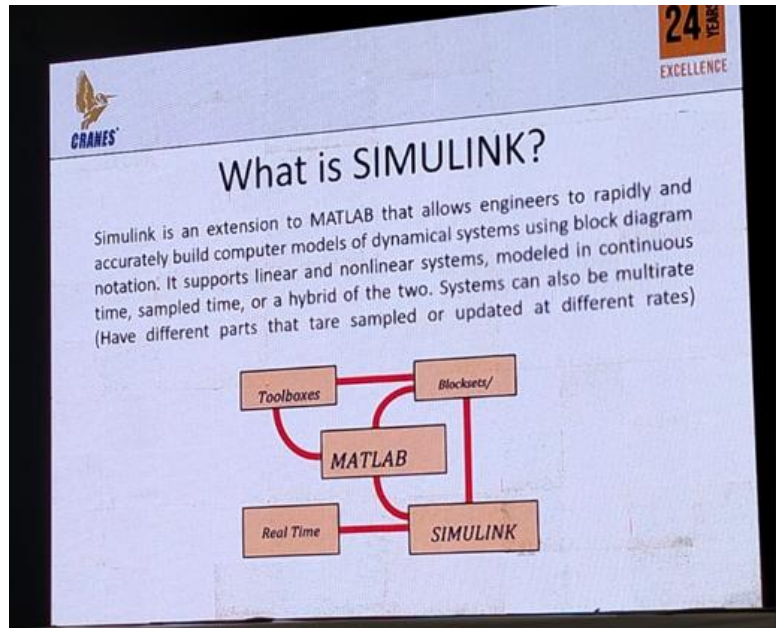 24
YEARS
EXCELLENCE
CRANES
What is SIMULINK?
Simulink is an extension to MATLAB that allows engineers to rapidly and
accurately build computer models of dynamical systems using block diagram
notation. It supports linear and nonlinear systems, modeled in continuous
time, sampled time, or a hybrid of the two. Systems can also be multirate
(Have different parts that tare sampled or updated at different rates)
Toolboxes
Blocksets/
MATLAB
Real Time
SIMULINK